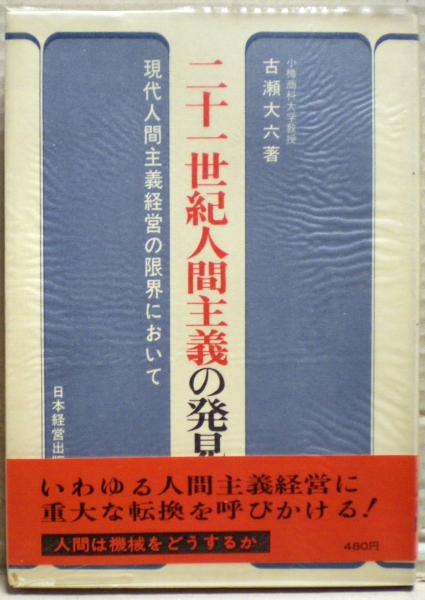 小樽商科大学教授
古瀬大六著
二十一世紀人間主義の発見
現代人間主義経営の限界において
日本経営出版
いわゆる人間主義経営に
重大な転換を呼びかける!
人間は機械をどうするか
480円